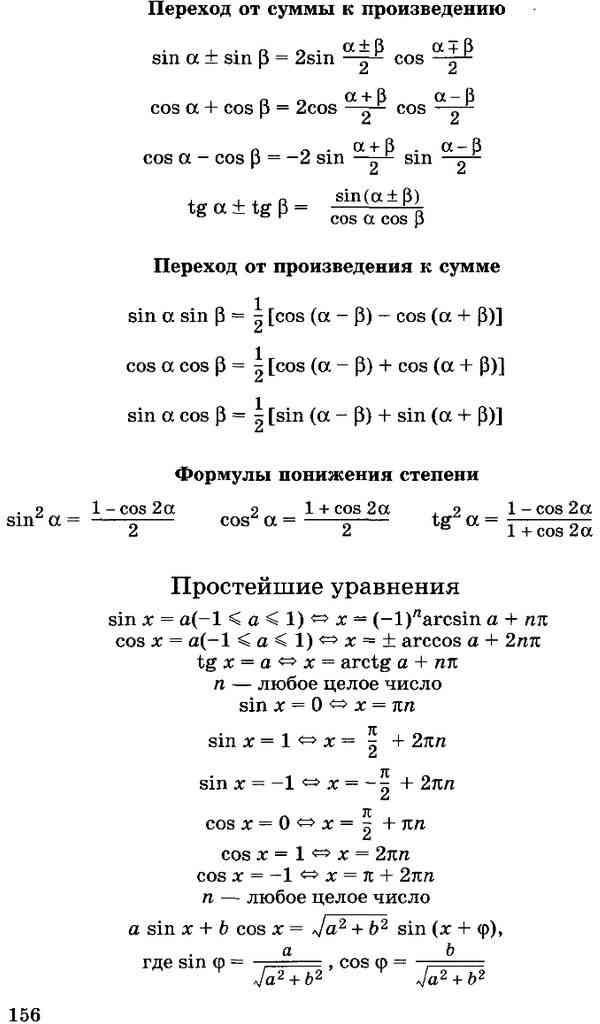 Переход от суммы к произведению
sin α ± sin β = 2sin (α ± β)/2 cos (α ∓ β)/2
cos α + cos β = 2cos (α + β)/2 cos (α − β)/2
cos α − cos β = −2 sin (α + β)/2 sin (α − β)/2
tg α ± tg β = sin(α ± β)/(cos α cos β)
Переход от произведения к сумме
sin α sin β = 1/2 [cos (α − β) − cos (α + β)]
cos α cos β = 1/2 [cos (α − β) + cos (α + β)]
sin α cos β = 1/2 [sin (α − β) + sin (α + β)]
Формулы понижения степени
sin² α = (1 − cos 2α)/2 cos² α = (1 + cos 2α)/2 tg² α = (1 − cos 2α)/(1 + cos 2α)
Простейшие уравнения
sin x = a(−1 ⩽ a ⩽ 1) ⇔ x = (−1)ⁿarcsin a + nπ
cos x = a(−1 ⩽ a ⩽ 1) ⇔ x = ± arccos a + 2nπ
tg x = a ⇔ x = arctg a + nπ
n — любое целое число
sin x = 0 ⇔ x = πn
sin x = 1 ⇔ x = π/2 + 2πn
sin x = −1 ⇔ x = −π/2 + 2πn
cos x = 0 ⇔ x = π/2 + πn
cos x = 1 ⇔ x = 2πn
cos x = −1 ⇔ x = π + 2πn
n — любое целое число
a sin x + b cos x = √(a² + b²) sin (x + φ),
где sin φ = a/√(a² + b²), cos φ = b/√(a² + b²)
156